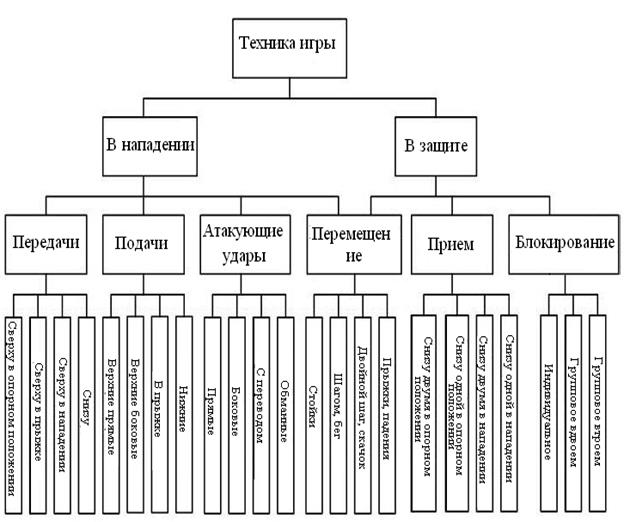 Техника игры
В нападении
В защите
Передачи
Подачи
Атакующие
удары
Перемещен
ие
Прием
Блокирование
Сверху в опорном положении
Сверху в прыжке
Сверху в нападении
Снизу
Верхние прямые
Верхние боковые
В прыжке
Нижние
Прямые
Боковые
С переводом
Обманные
Стойки
Шагом, бег
Двойной шаг, скачок
Прыжки, падения
Снизу двумя в опорном
положении
Снизу одной в опорном
положении
Снизу двумя в нападении
Снизу одной в нападении
Индивидуальное
Групповое вдвоем
Групповое втроем